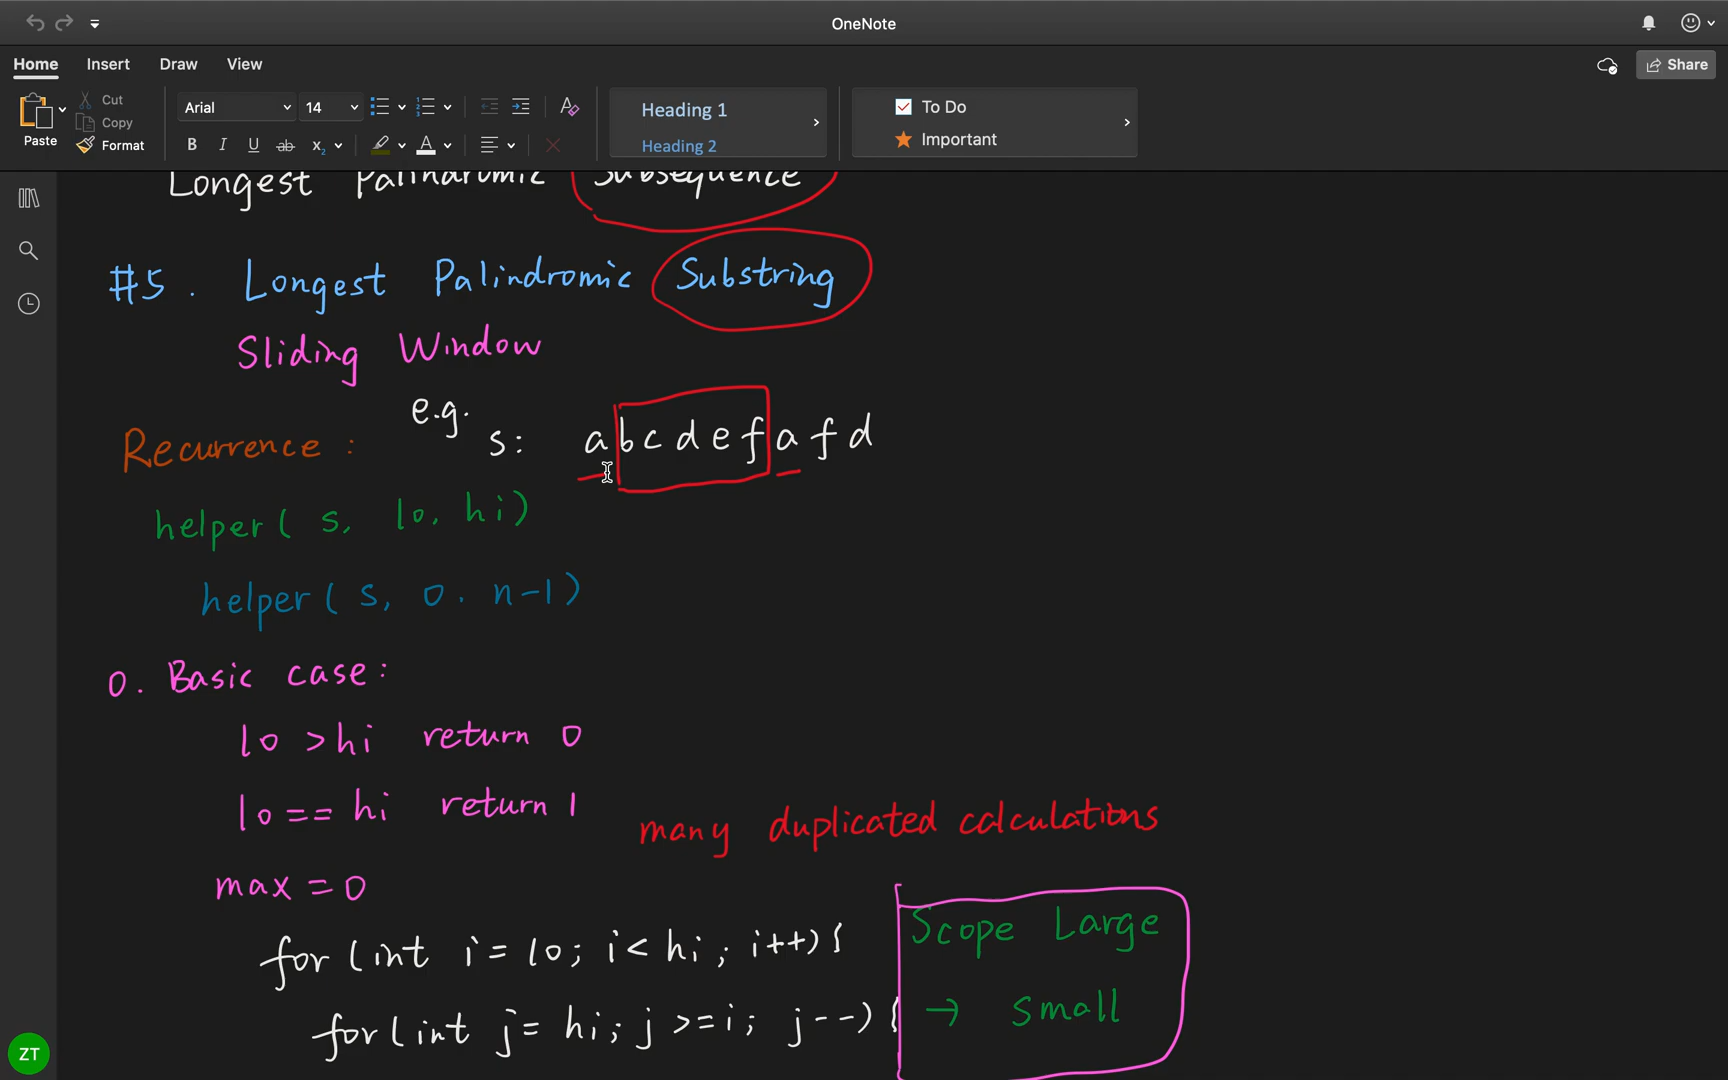 OneNote
Home Insert Draw View
Share
Paste
Cut
Copy
Format
Arial 14
B I U ab x₂ A
Heading 1
Heading 2
To Do
Important
Longest Palindromic Subsequence
#5. Longest Palindromic Substring
Sliding Window
e.g.
s: abcdefafd
Recurrence :
helper( s, lo, hi)
helper( s, 0. n-1)
0. Basic case:
lo >hi return 0
lo == hi return 1
many duplicated calculations
max = 0
for (int i = lo; i < hi ; i++) {
for (int j = hi; j >=i; j--) {
Scope Large
→ small
ZT